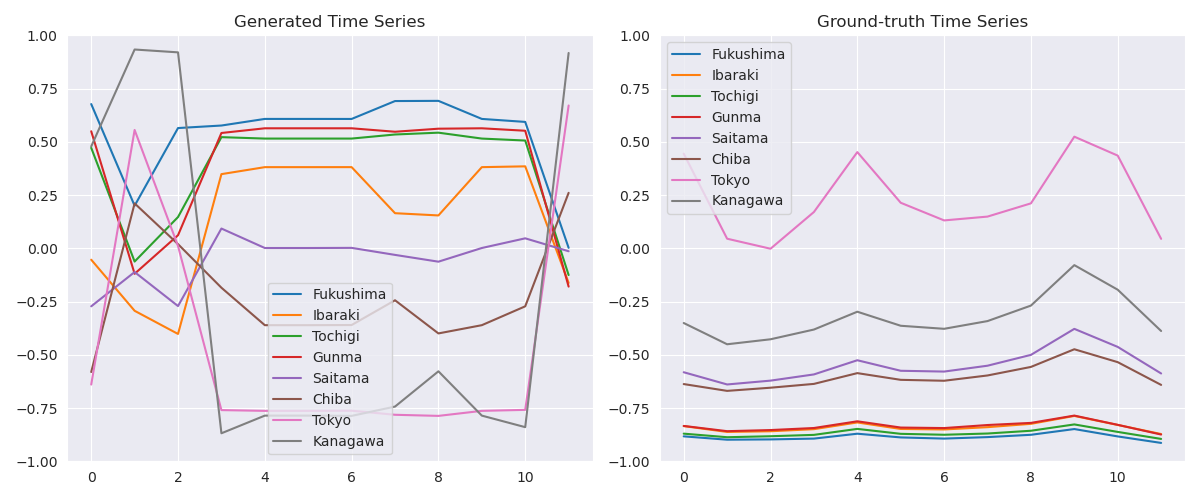 Generated Time Series
1.00
0.75
0.50
0.25
0.00
−0.25
−0.50
−0.75
−1.00
0 2 4 6 8 10
Fukushima
Ibaraki
Tochigi
Gunma
Saitama
Chiba
Tokyo
Kanagawa
Ground-truth Time Series
1.00
0.75
0.50
0.25
0.00
−0.25
−0.50
−0.75
−1.00
0 2 4 6 8 10
Fukushima
Ibaraki
Tochigi
Gunma
Saitama
Chiba
Tokyo
Kanagawa